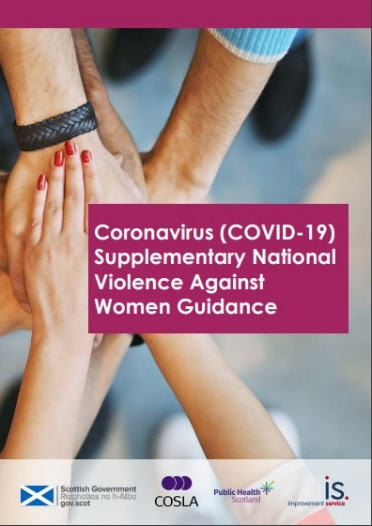 Coronavirus (COVID-19)
Supplementary National
Violence Against
Women Guidance
Scottish Government
Riaghaltas na h-Alba
gov.scot
COSLA
Public Health
Scotland
is.
improvement service